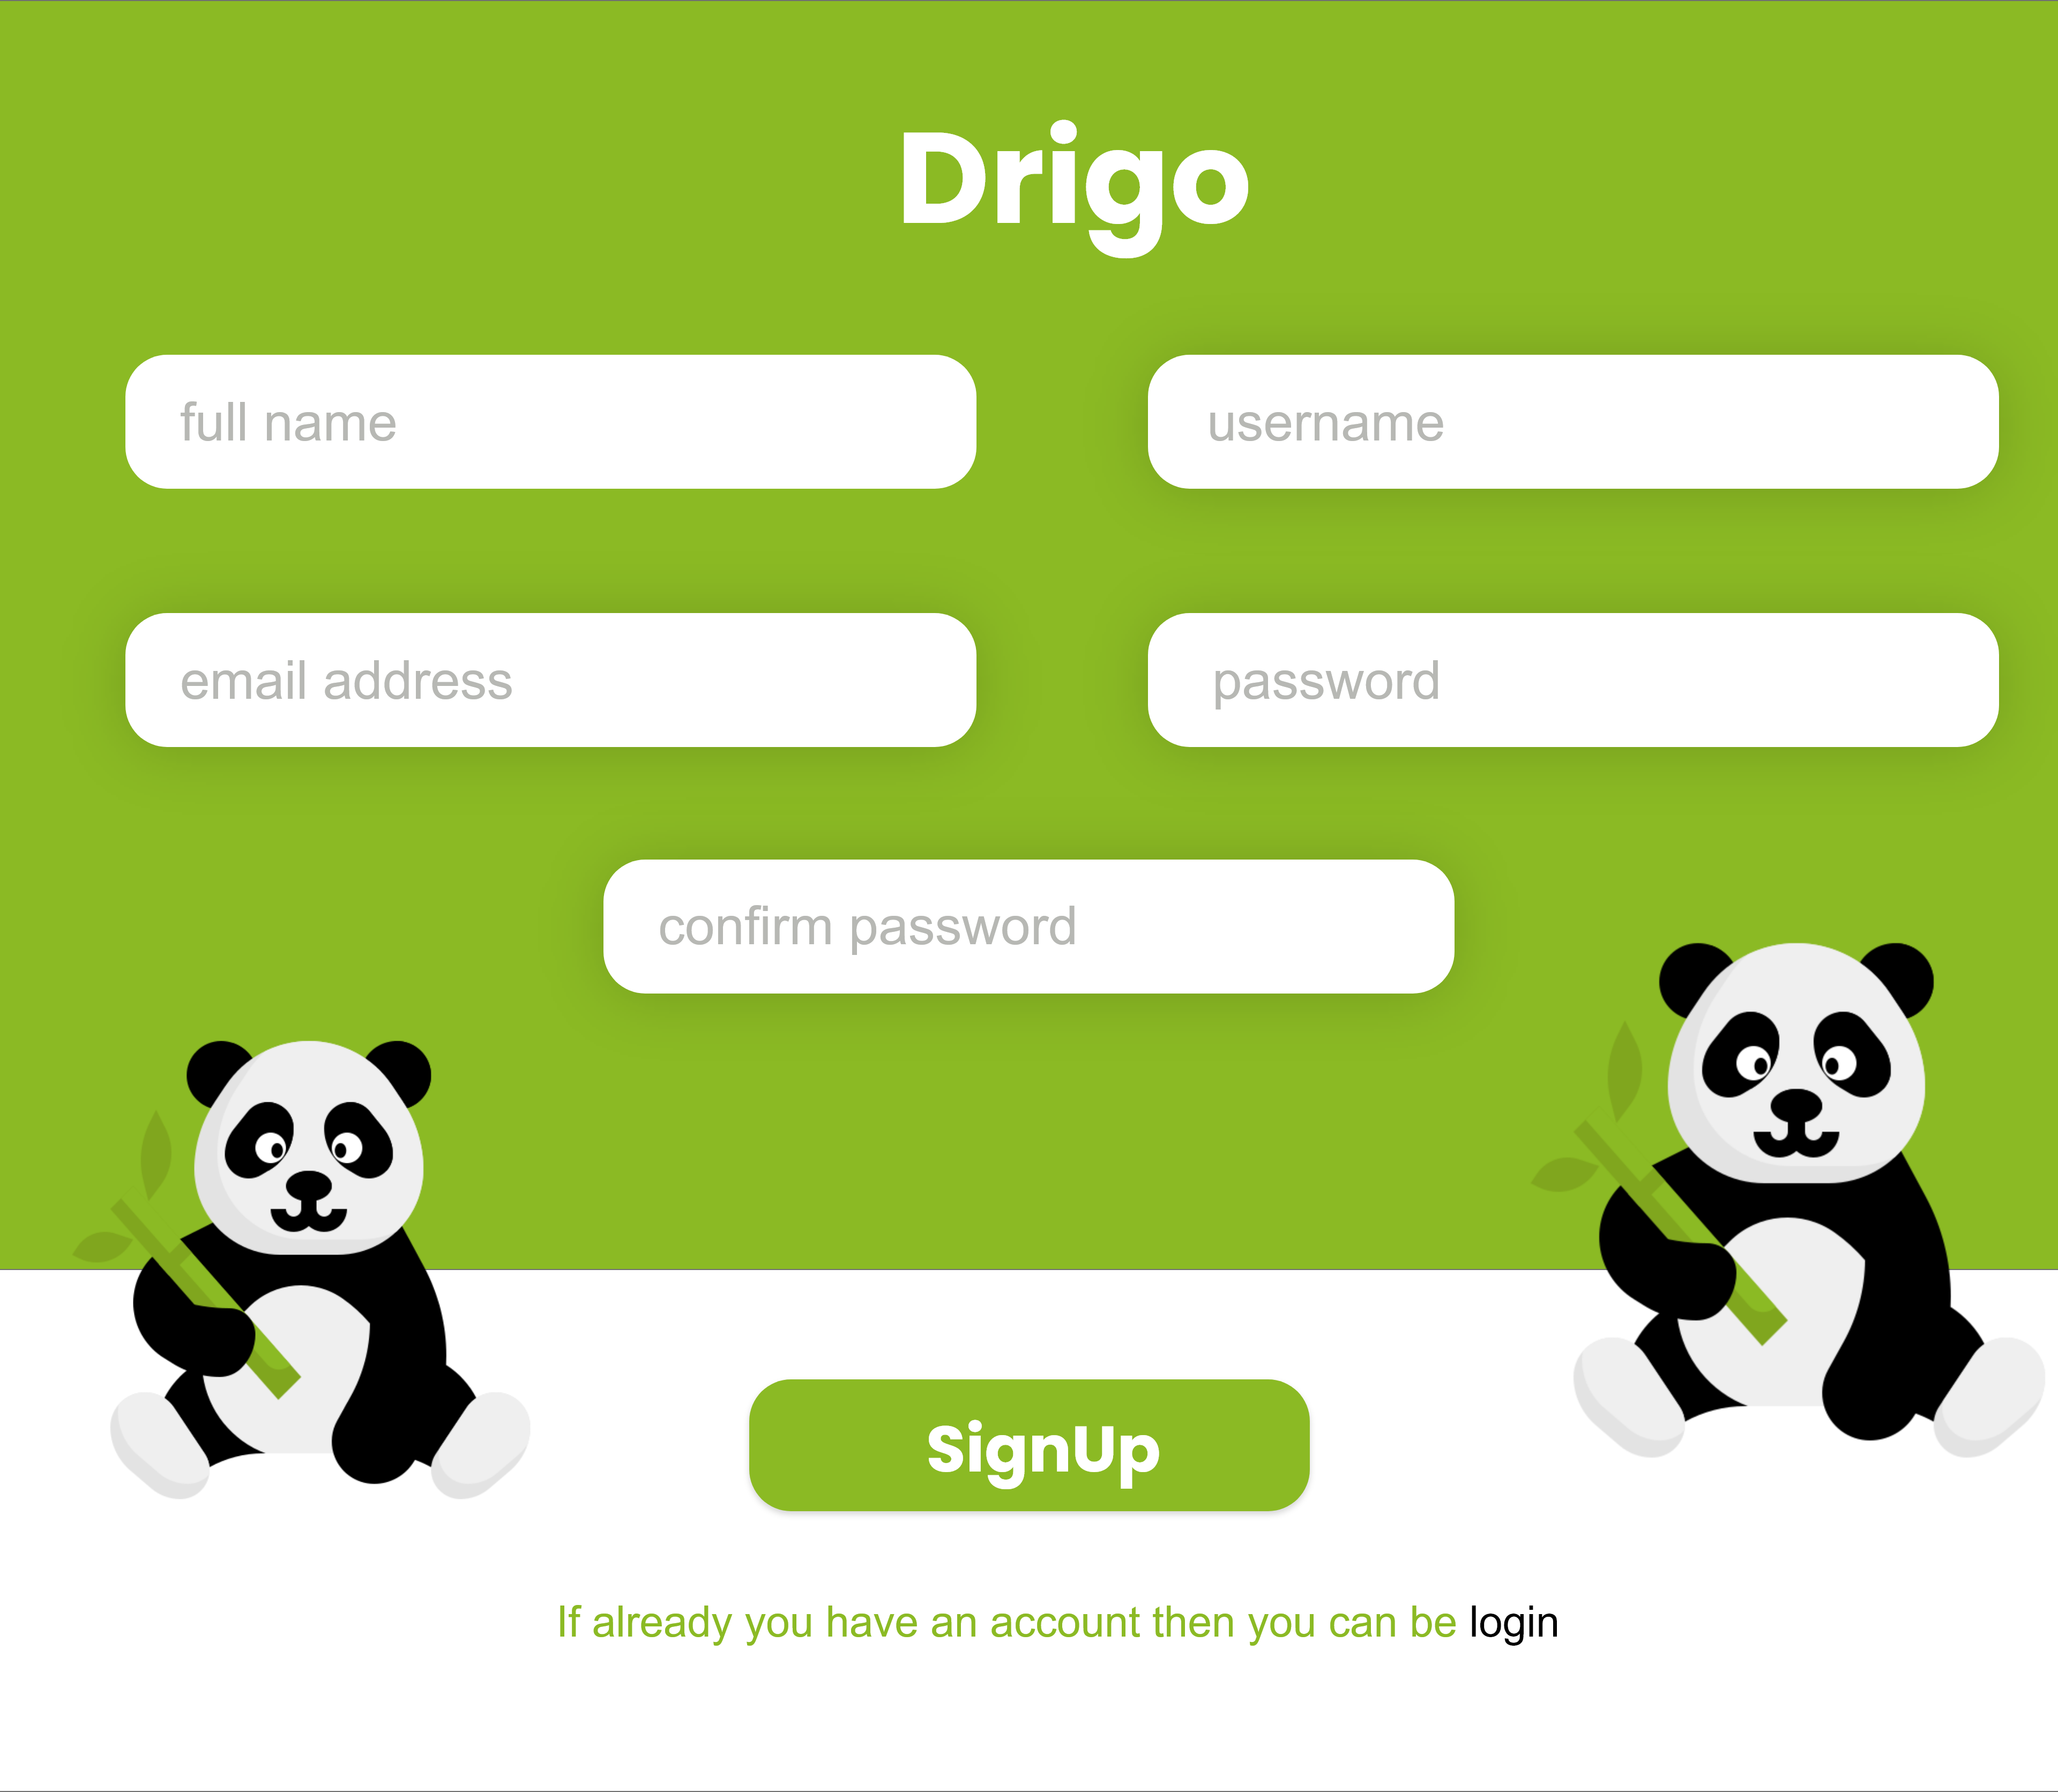 Drigo
full name
username
email address
password
confirm password
SignUp
If already you have an account then you can be login